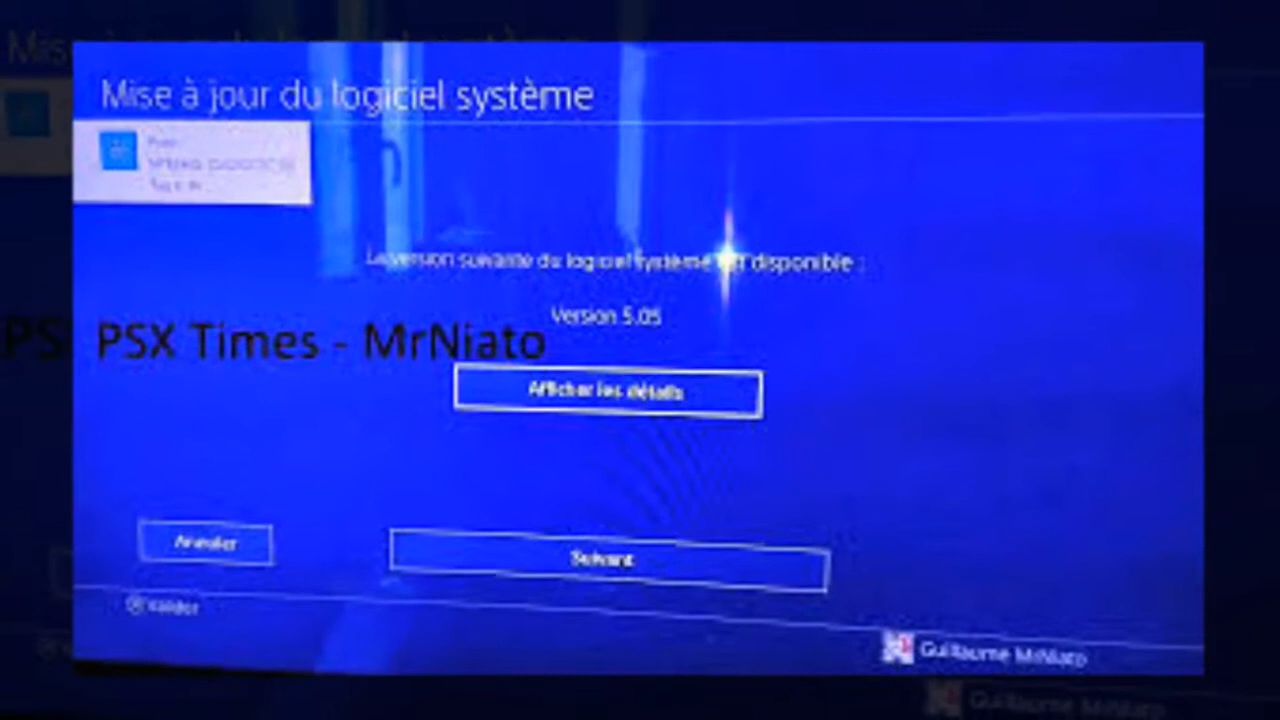 Mise à jour du logiciel système
La version suivante du logiciel système est disponible :
Version 5.05
PSX Times - MrNiato
Afficher les détails
Annuler
Suivant
Valider
Guillaume MrNiato